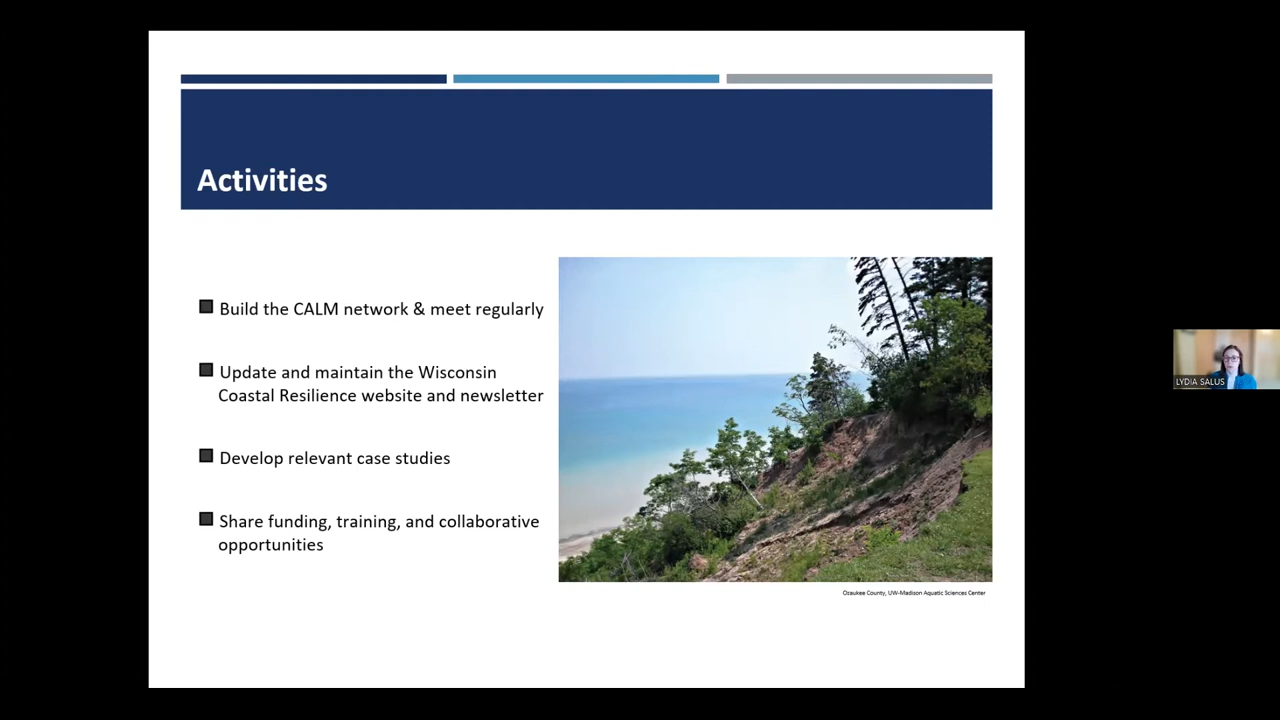 Activities
Build the CALM network & meet regularly
Update and maintain the Wisconsin
Coastal Resilience website and newsletter
Develop relevant case studies
Share funding, training, and collaborative
opportunities
Ozaukee County, UW-Madison Aquatic Sciences Center
LYDIA SALUS